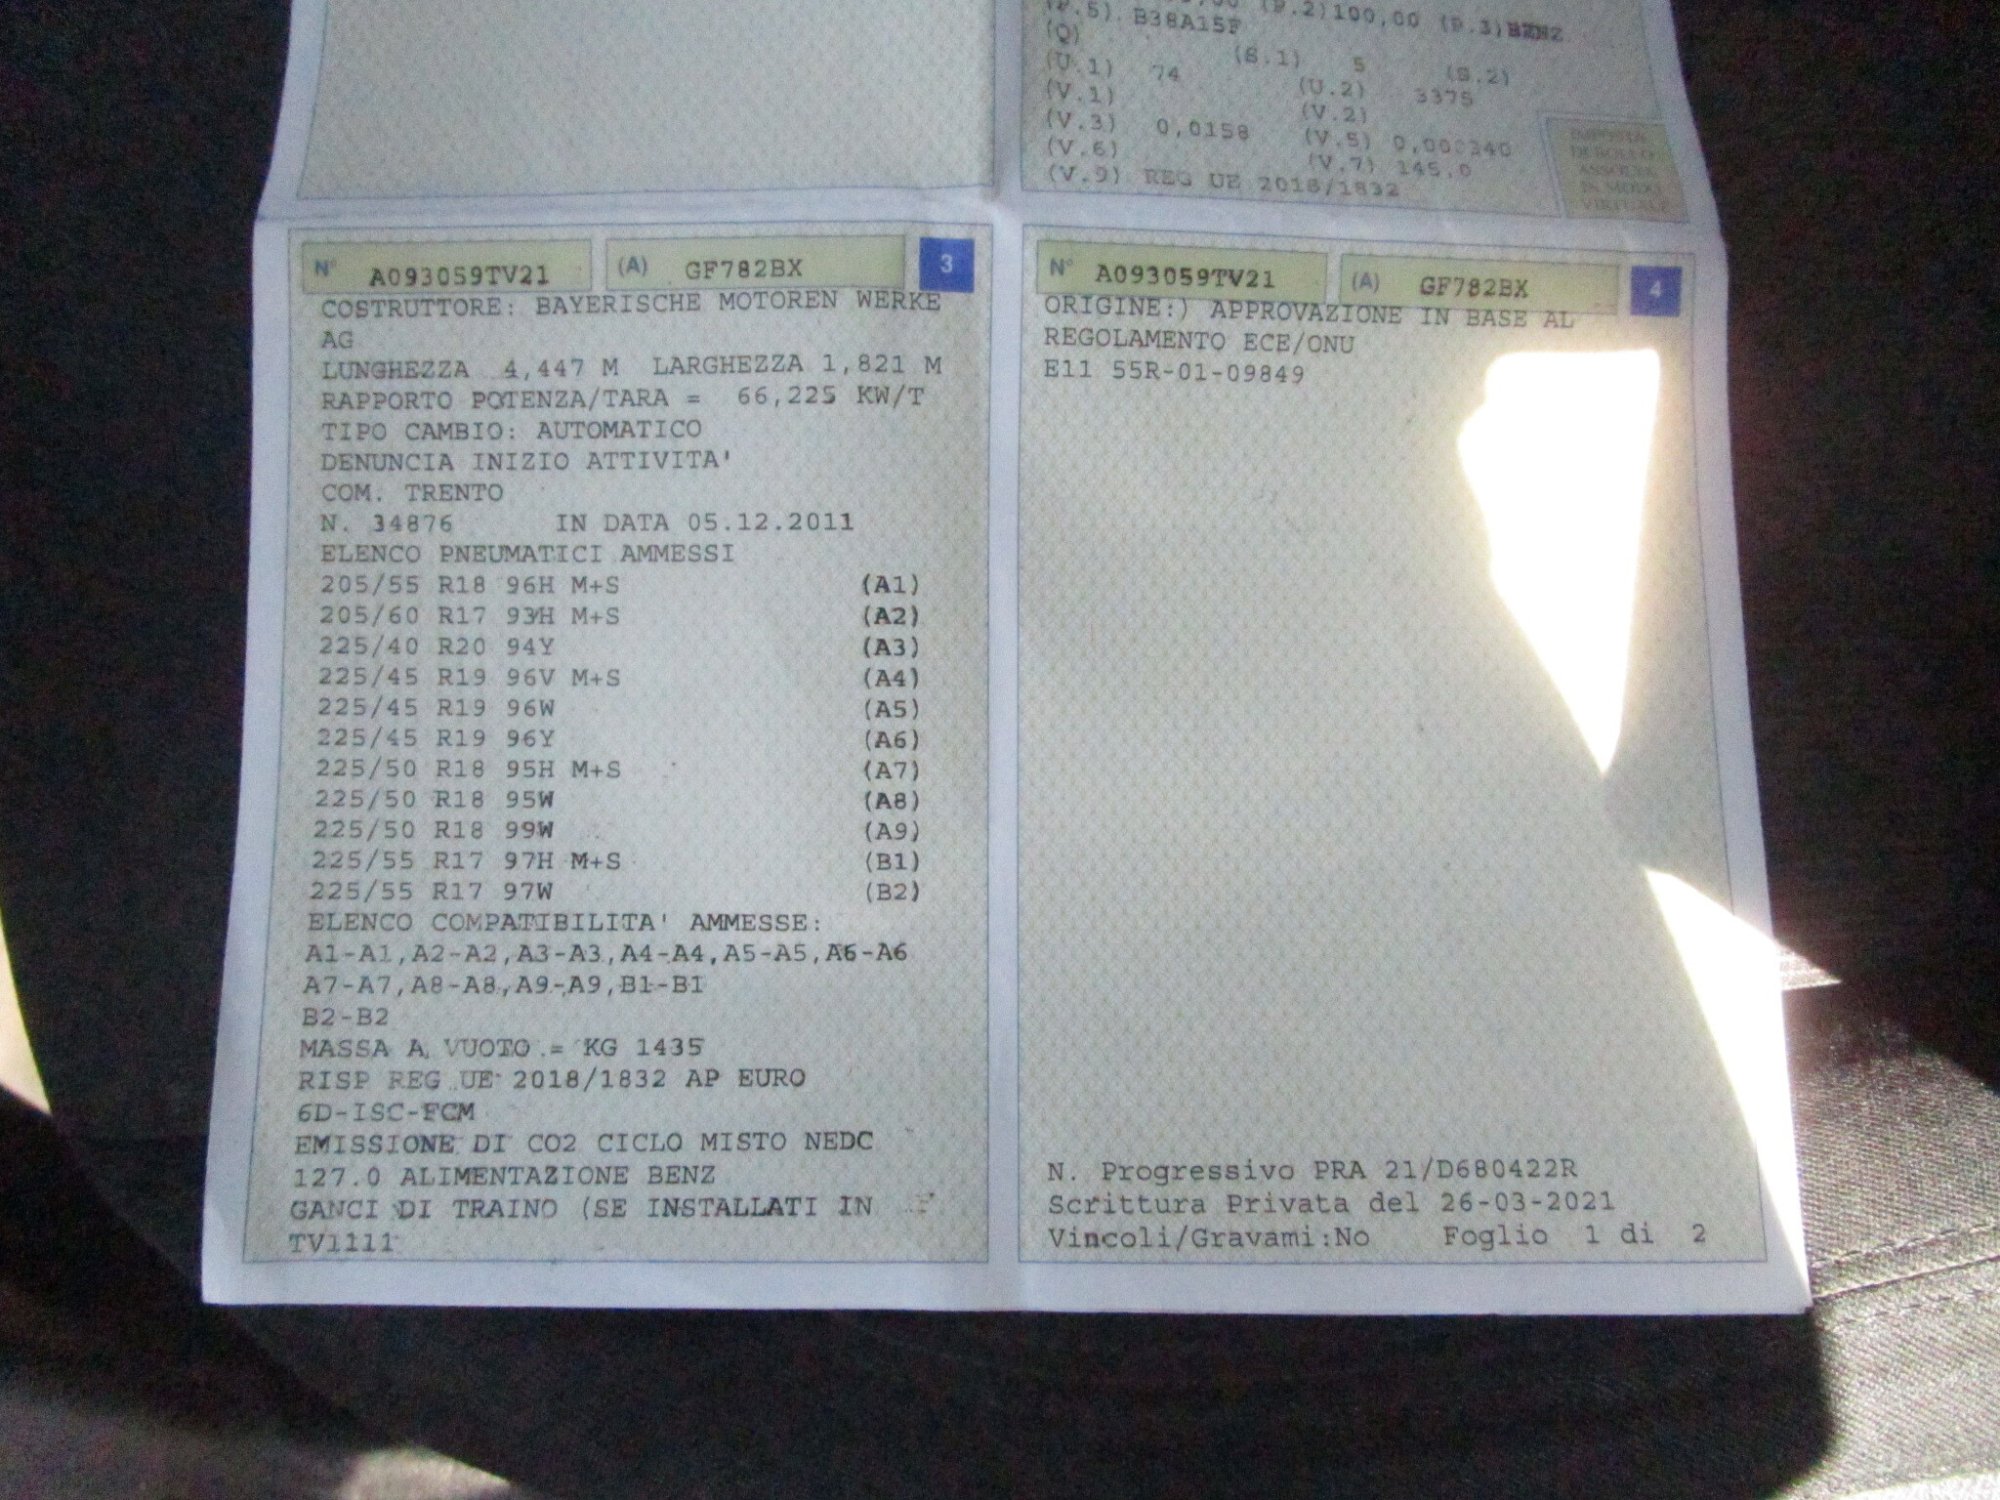 (P.2)100,00 (P.3)BENZ
(P.5) B38A15F
(Q) (S.1) 5 (S.2)
(U.1) 74 (U.2) 3375
(V.1) (V.2)
(V.3) 0,0158 (V.5)
(V.6) (V.7) 145.0
(V.9) REG UE 2018/1832
IMPOSTA
DI BOLLO
ASSOLTA
IN MODO
VIRTUALE
N° A093059TV21 (A) GF782BX 3
COSTRUTTORE: BAYERISCHE MOTOREN WERKE
AG
LUNGHEZZA 4,447 M LARGHEZZA 1,821 M
RAPPORTO POTENZA/TARA = 66,225 KW/T
TIPO CAMBIO: AUTOMATICO
DENUNCIA INIZIO ATTIVITA'
COM. TRENTO
N. 34876 IN DATA 05.12.2011
ELENCO PNEUMATICI AMMESSI
205/55 R18 96H M+S (A1)
205/60 R17 93H M+S (A2)
225/40 R20 94Y (A3)
225/45 R19 96V M+S (A4)
225/45 R19 96W (A5)
225/45 R19 96Y (A6)
225/50 R18 95H M+S (A7)
225/50 R18 95W (A8)
225/50 R18 99W (A9)
225/55 R17 97H M+S (B1)
225/55 R17 97W (B2)
ELENCO COMPATIBILITA' AMMESSE:
A1-A1,A2-A2,A3-A3,A4-A4,A5-A5,A6-A6
A7-A7,A8-A8,A9-A9,B1-B1
B2-B2
MASSA A VUOTO = KG 1435
RISP REG UE 2018/1832 AP EURO
6D-ISC-FCM
EMISSIONE DI CO2 CICLO MISTO NEDC
127.0 ALIMENTAZIONE BENZ
GANCI DI TRAINO (SE INSTALLATI IN
TV1111
N° A093059TV21 (A) GF782BX 4
ORIGINE:) APPROVAZIONE IN BASE AL
REGOLAMENTO ECE/ONU
E11 55R-01-09849
N. Progressivo PRA 21/D680422R
Scrittura Privata del 26-03-2021
Vincoli/Gravami:No Foglio 1 di 2